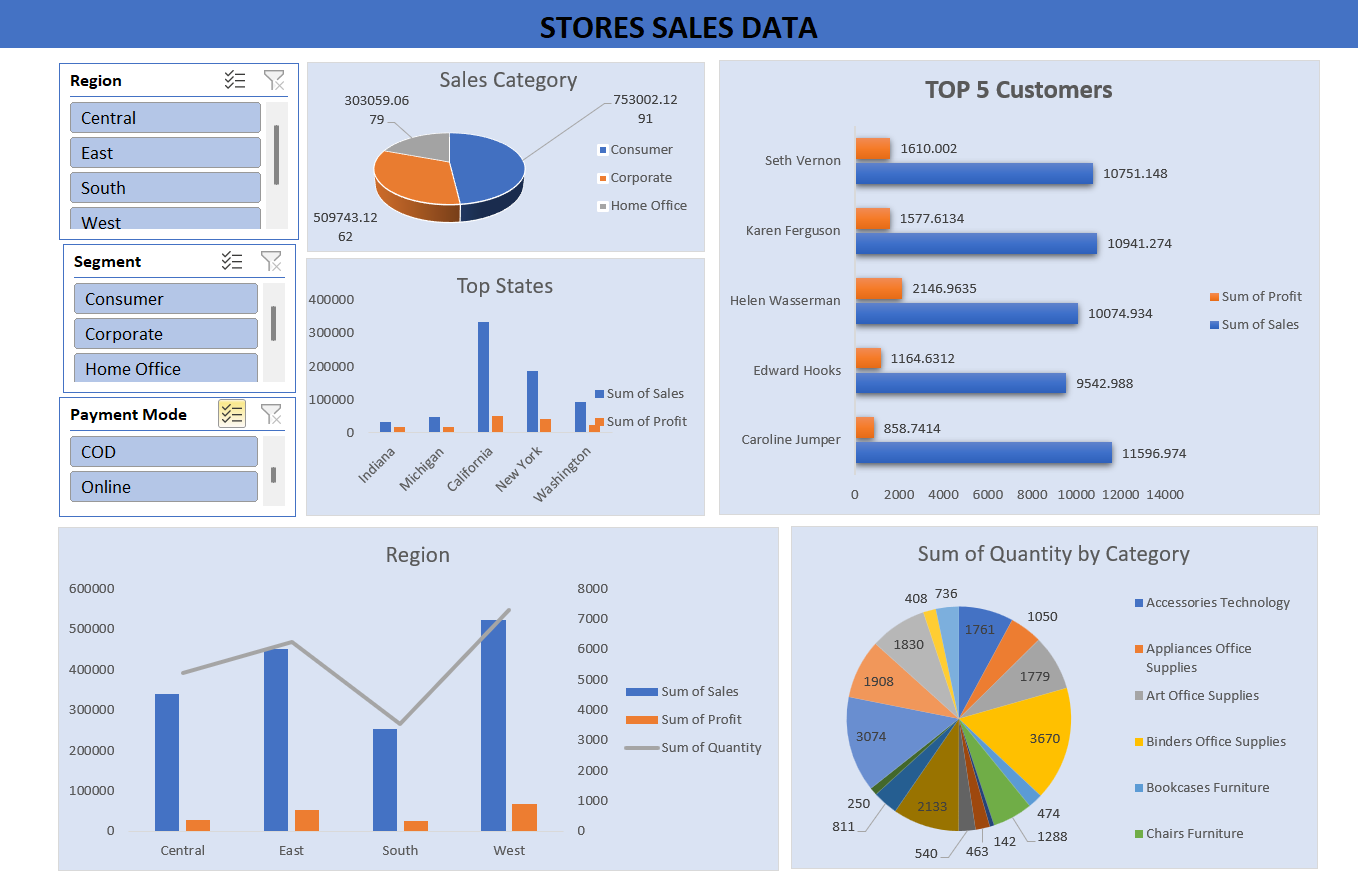 STORES SALES DATA
Region
Central
East
South
West
Segment
Consumer
Corporate
Home Office
Payment Mode
COD
Online
Sales Category
303059.06
79
753002.12
91
509743.12
62
Consumer
Corporate
Home Office
Top States
400000
300000
200000
100000
0
Indiana
Michigan
California
New York
Washington
Sum of Sales
Sum of Profit
TOP 5 Customers
Seth Vernon
1610.002
10751.148
Karen Ferguson
1577.6134
10941.274
Helen Wasserman
2146.9635
10074.934
Edward Hooks
1164.6312
9542.988
Caroline Jumper
858.7414
11596.974
0 2000 4000 6000 8000 10000 12000 14000
Sum of Profit
Sum of Sales
Region
600000
500000
400000
300000
200000
100000
0
8000
7000
6000
5000
4000
3000
2000
1000
0
Central East South West
Sum of Sales
Sum of Profit
Sum of Quantity
Sum of Quantity by Category
1761
1050
1779
3670
474
1288
142
463
540
2133
811
250
3074
1908
1830
408
736
Accessories Technology
Appliances Office
Supplies
Art Office Supplies
Binders Office Supplies
Bookcases Furniture
Chairs Furniture